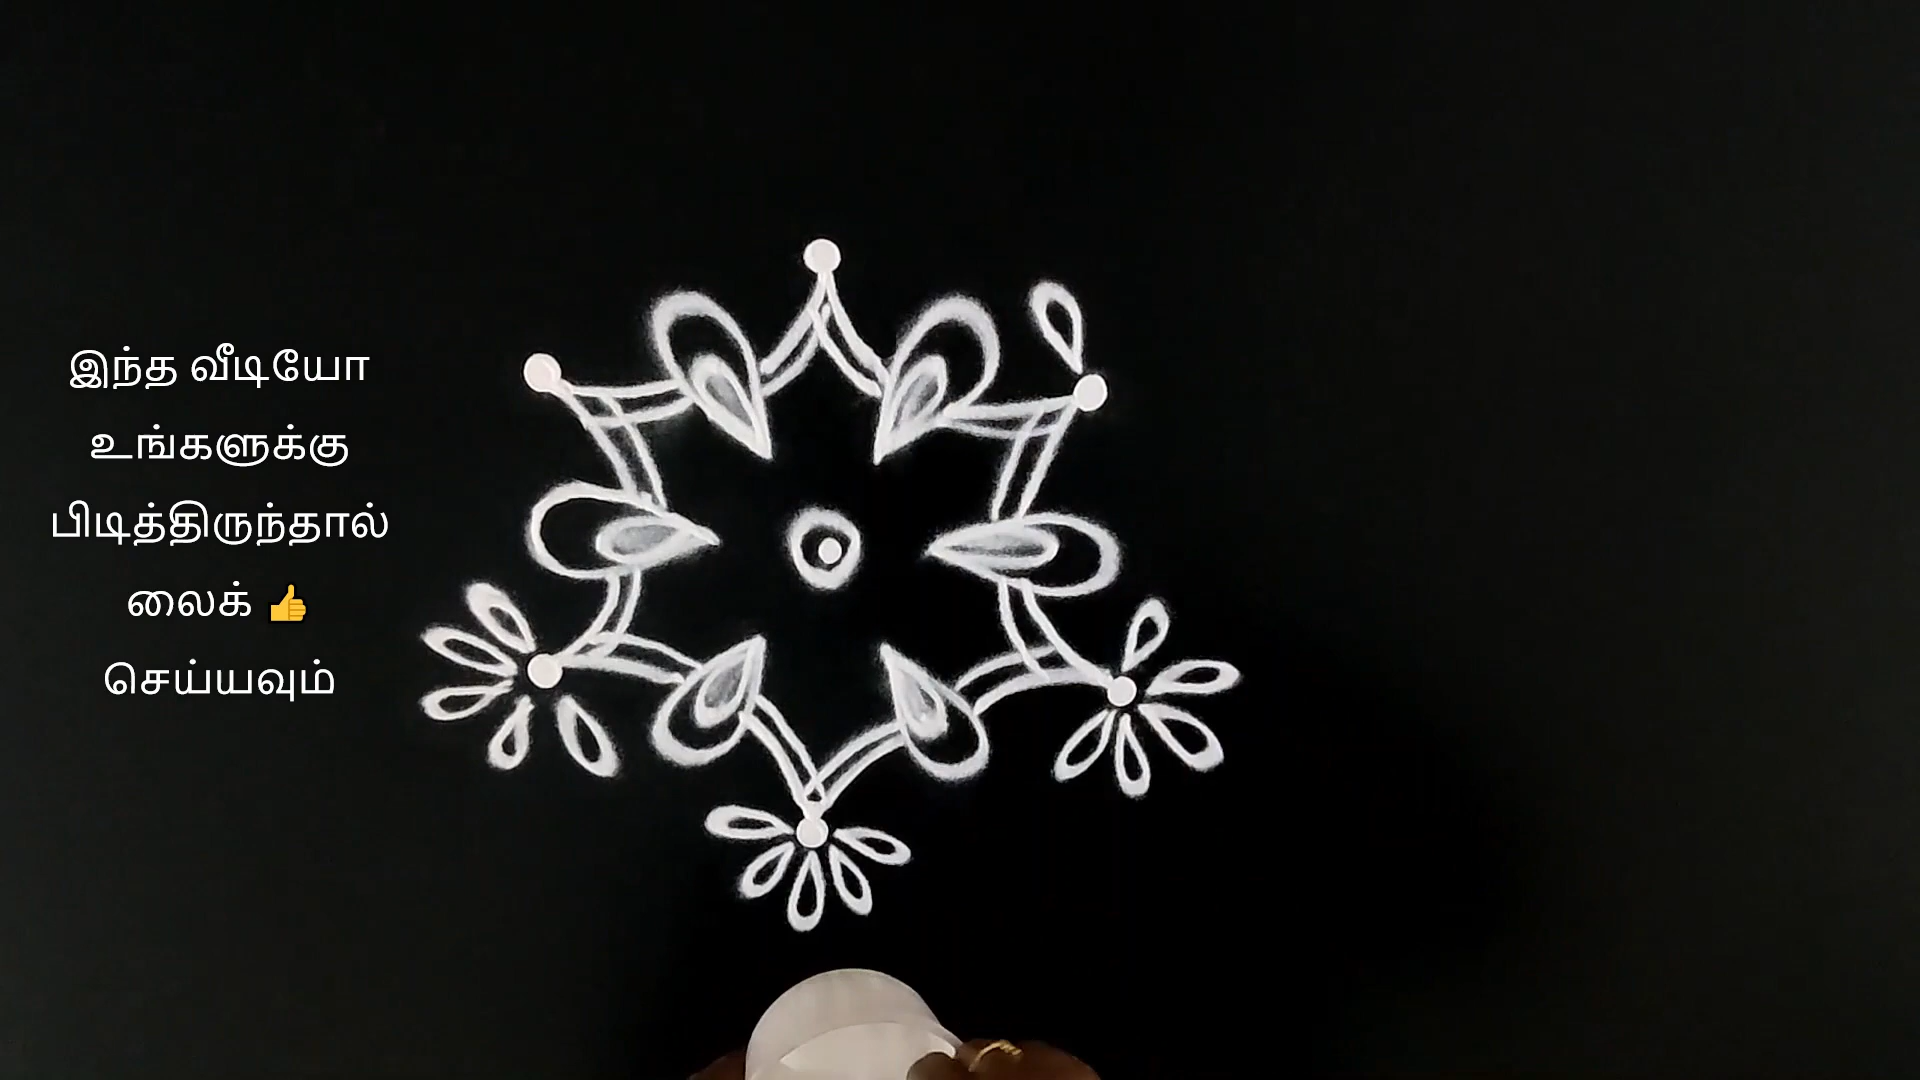 இந்த வீடியோ
உங்களுக்கு
பிடித்திருந்தால்
லைக் 👍
செய்யவும்